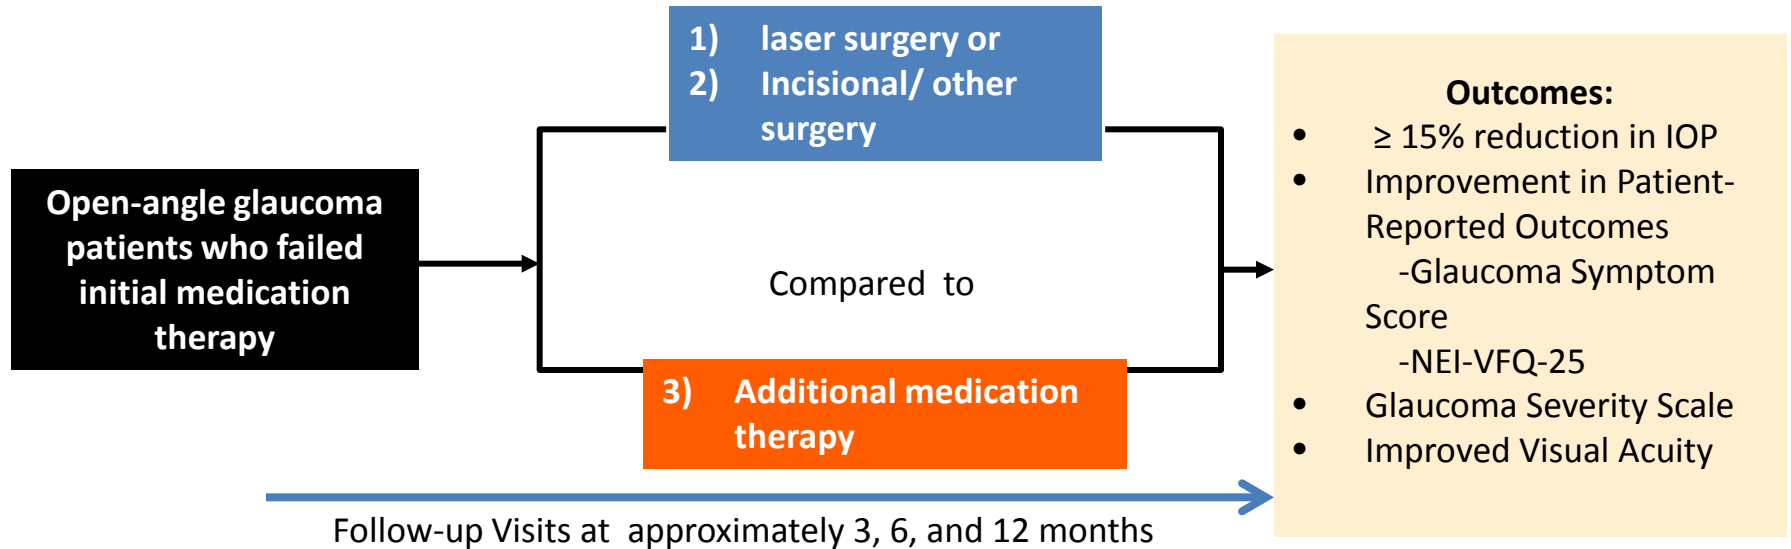 Open-angle glaucoma
patients who failed
initial medication
therapy
1) laser surgery or
2) Incisional/ other
surgery
Compared to
3) Additional medication
therapy
Follow-up Visits at approximately 3, 6, and 12 months
Outcomes:
• ≥ 15% reduction in IOP
• Improvement in Patient-
Reported Outcomes
-Glaucoma Symptom
Score
-NEI-VFQ-25
• Glaucoma Severity Scale
• Improved Visual Acuity